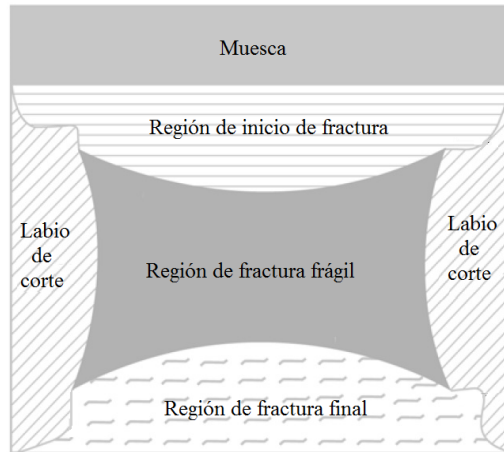 Muesca
Región de inicio de fractura
Labio
de
corte
Región de fractura frágil
Labio
de
corte
Región de fractura final